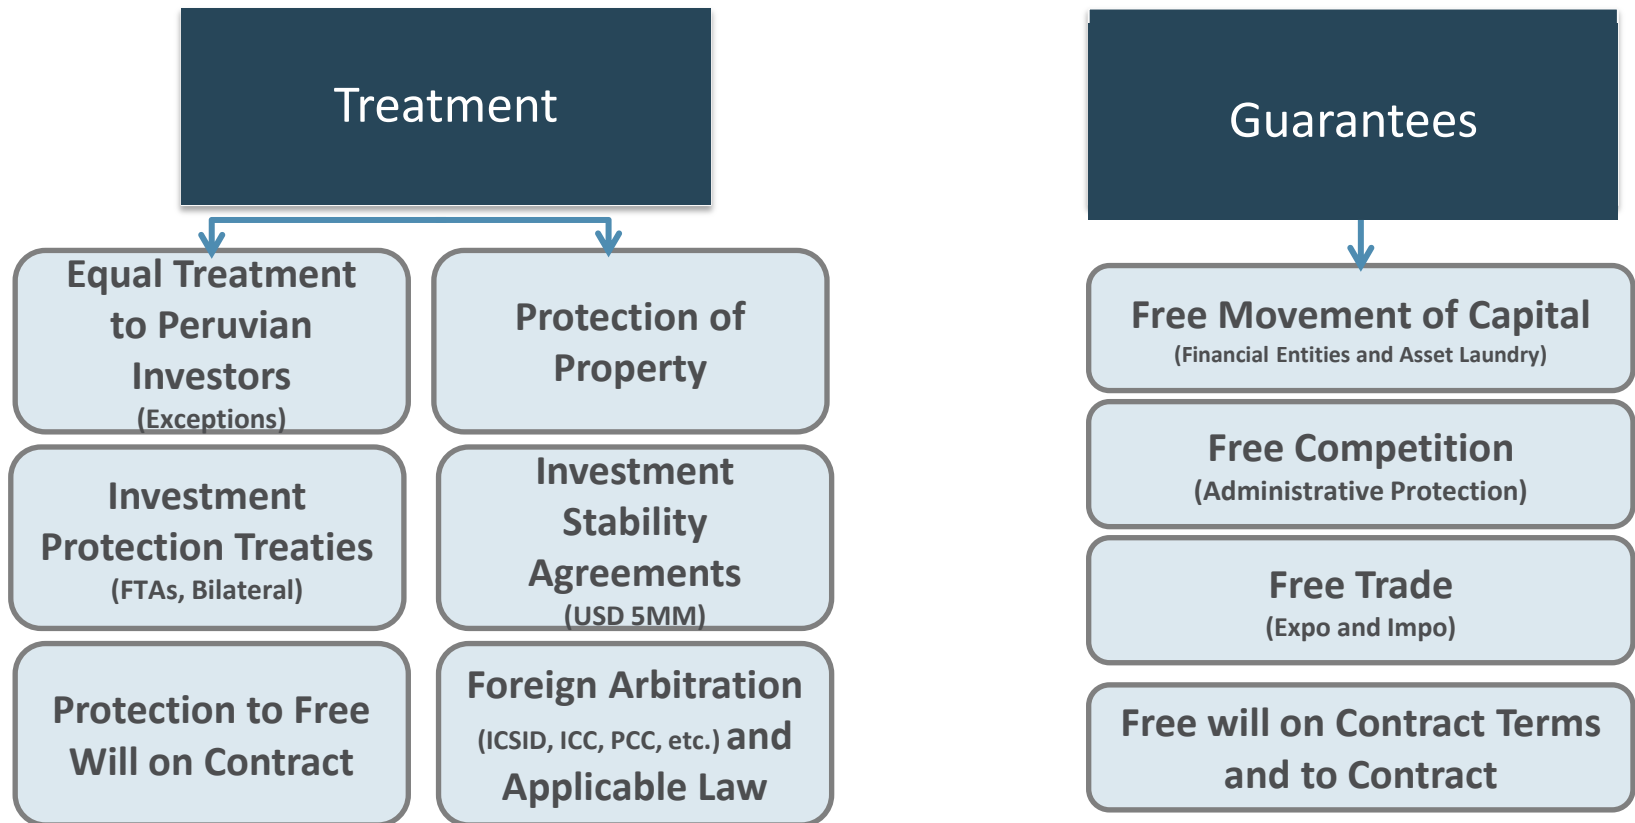 Treatment
Equal Treatment
to Peruvian
Investors
(Exceptions)
Protection of
Property
Investment
Protection Treaties
(FTAs, Bilateral)
Investment
Stability
Agreements
(USD 5MM)
Protection to Free
Will on Contract
Foreign Arbitration
(ICSID, ICC, PCC, etc.) and
Applicable Law
Guarantees
Free Movement of Capital
(Financial Entities and Asset Laundry)
Free Competition
(Administrative Protection)
Free Trade
(Expo and Impo)
Free will on Contract Terms
and to Contract